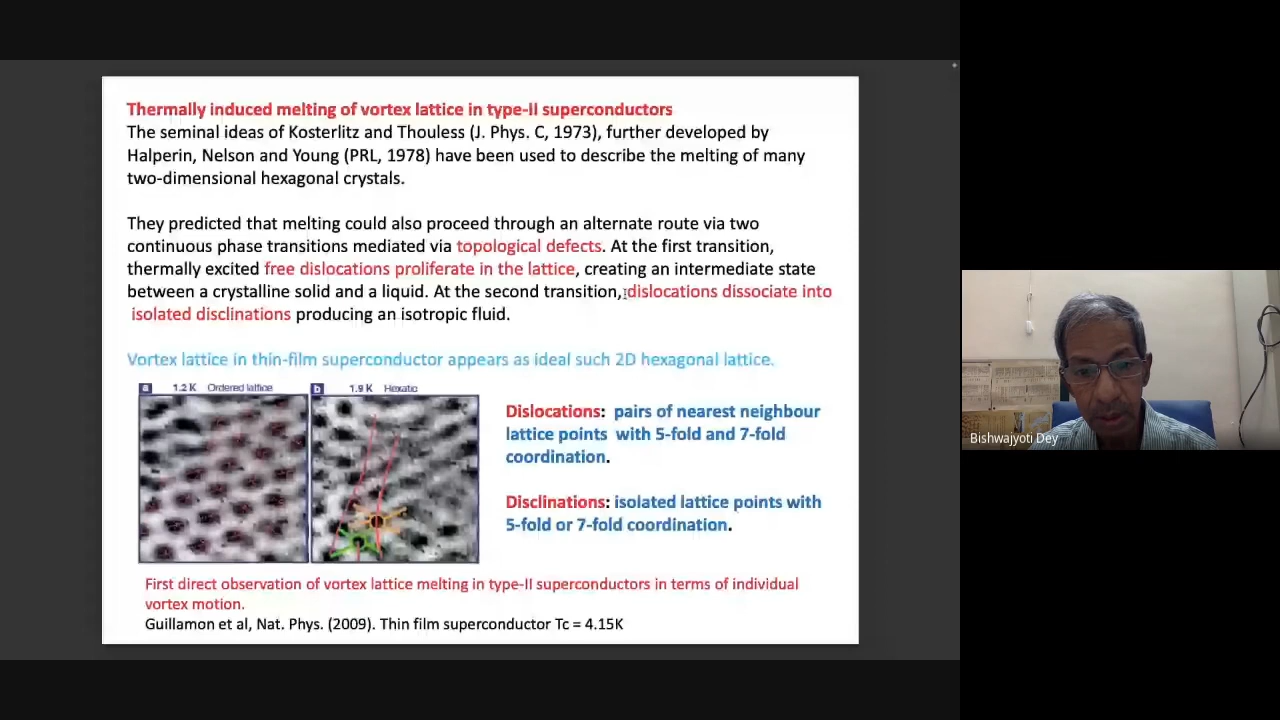 Thermally induced melting of vortex lattice in type-II superconductors
The seminal ideas of Kosterlitz and Thouless (J. Phys. C, 1973), further developed by
Halperin, Nelson and Young (PRL, 1978) have been used to describe the melting of many
two-dimensional hexagonal crystals.
They predicted that melting could also proceed through an alternate route via two
continuous phase transitions mediated via topological defects. At the first transition,
thermally excited free dislocations proliferate in the lattice, creating an intermediate state
between a crystalline solid and a liquid. At the second transition, dislocations dissociate into
isolated disclinations producing an isotropic fluid.
Vortex lattice in thin-film superconductor appears as ideal such 2D hexagonal lattice.
a 1.2 K Ordered lattice
b 1.9 K Hexatic
Dislocations: pairs of nearest neighbour
lattice points with 5-fold and 7-fold
coordination.
Disclinations: isolated lattice points with
5-fold or 7-fold coordination.
First direct observation of vortex lattice melting in type-II superconductors in terms of individual
vortex motion.
Guillamon et al, Nat. Phys. (2009). Thin film superconductor Tc = 4.15K
Bishwajyoti Dey